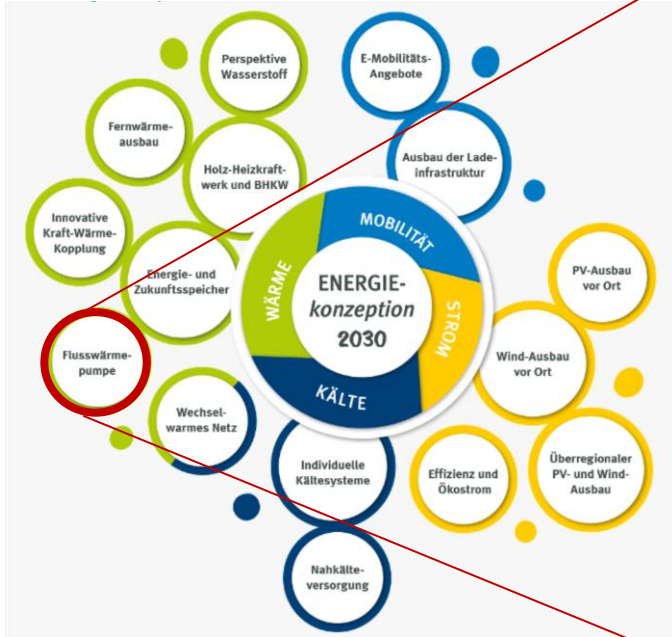 Perspektive
Wasserstoff
E-Mobilitäts-
Angebote
Fernwärme-
ausbau
Holz-Heizkraft-
werk und BHKW
Ausbau der Lade-
infrastruktur
Innovative
Kraft-Wärme-
Kopplung
Energie- und
Zukunftsspeicher
WÄRME
MOBILITÄT
STROM
KÄLTE
ENERGIE-
konzeption
2030
PV-Ausbau
vor Ort
Wind-Ausbau
vor Ort
Flusswärme-
pumpe
Wechsel-
warmes Netz
Individuelle
Kältesysteme
Effizienz und
Ökostrom
Überregionaler
PV- und Wind-
Ausbau
Nahkälte-
versorgung